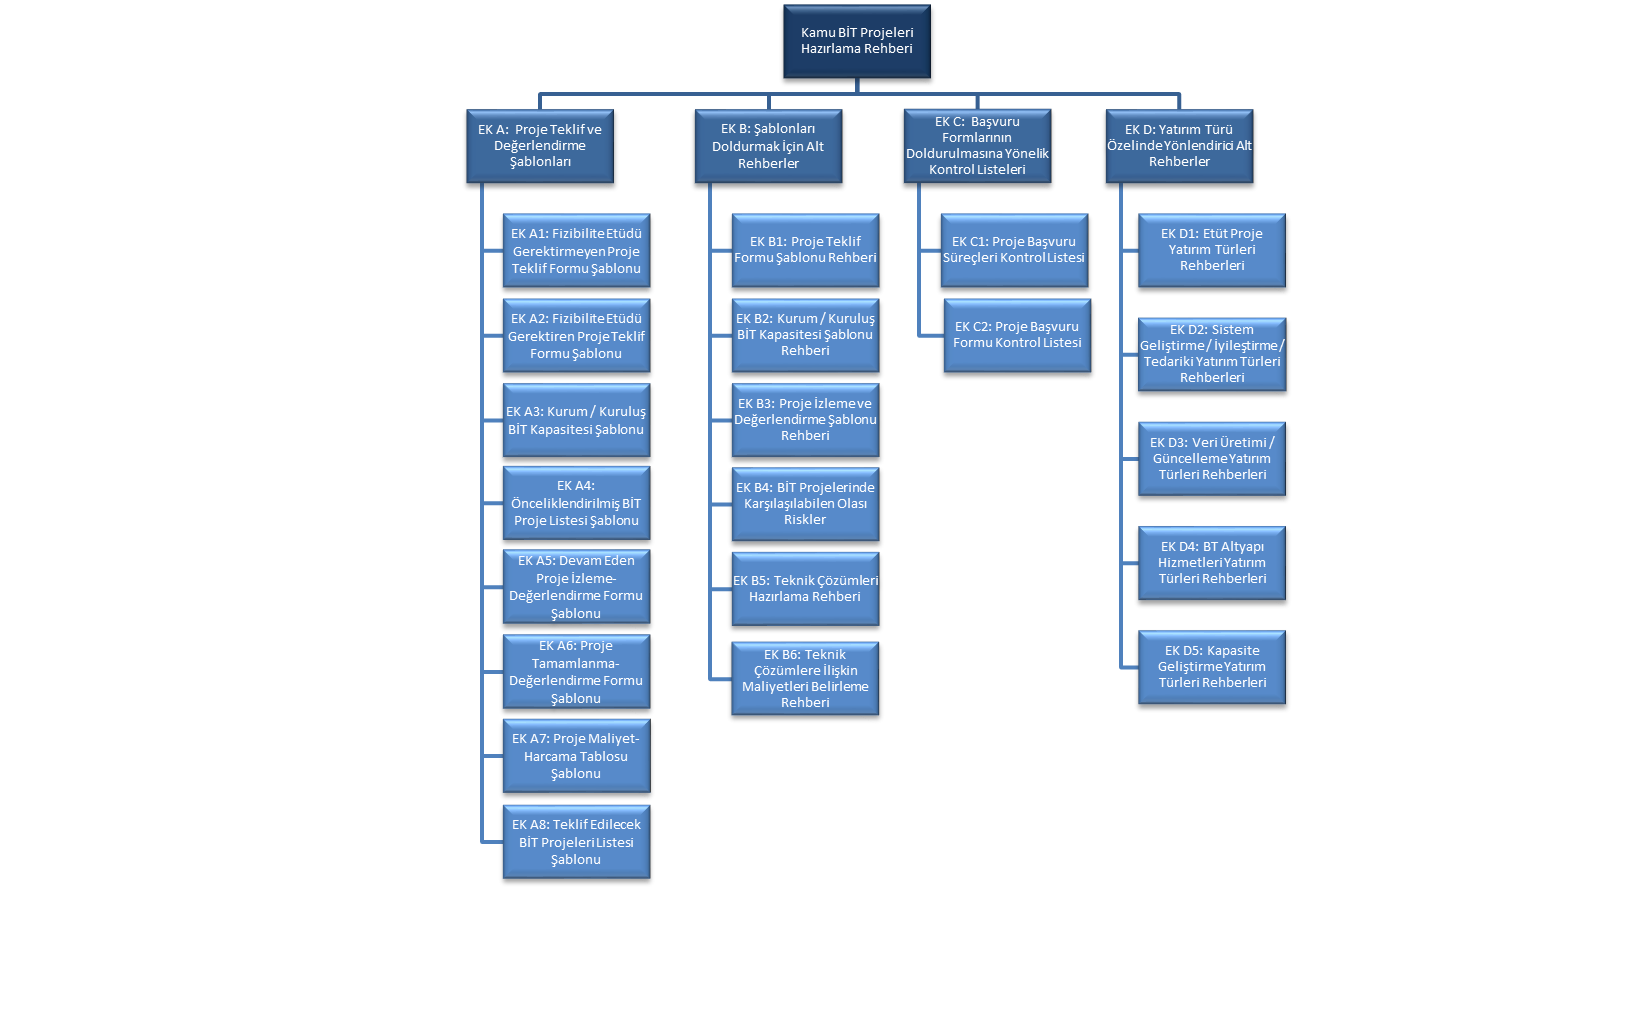 Kamu BİT Projeleri
Hazırlama Rehberi
EK A: Proje Teklif ve
Değerlendirme
Şablonları
EK A1: Fizibilite Etüdü
Gerektirmeyen Proje
Teklif Formu Şablonu
EK A2: Fizibilite Etüdü
Gerektiren Proje Teklif
Formu Şablonu
EK A3: Kurum / Kuruluş
BİT Kapasitesi Şablonu
EK A4:
Önceliklendirilmiş BİT
Proje Listesi Şablonu
EK A5: Devam Eden
Proje İzleme-
Değerlendirme Formu
Şablonu
EK A6: Proje
Tamamlanma-
Değerlendirme Formu
Şablonu
EK A7: Proje Maliyet-
Harcama Tablosu
Şablonu
EK A8: Teklif Edilecek
BİT Projeleri Listesi
Şablonu
EK B: Şablonları
Doldurmak İçin Alt
Rehberler
EK B1: Proje Teklif
Formu Şablonu Rehberi
EK B2: Kurum / Kuruluş
BİT Kapasitesi Şablonu
Rehberi
EK B3: Proje İzleme ve
Değerlendirme Şablonu
Rehberi
EK B4: BİT Projelerinde
Karşılaşılabilen Olası
Riskler
EK B5: Teknik Çözümleri
Hazırlama Rehberi
EK B6: Teknik
Çözümlere İlişkin
Maliyetleri Belirleme
Rehberi
EK C: Başvuru
Formlarının
Doldurulmasına Yönelik
Kontrol Listeleri
EK C1: Proje Başvuru
Süreçleri Kontrol Listesi
EK C2: Proje Başvuru
Formu Kontrol Listesi
EK D: Yatırım Türü
Özelinde Yönlendirici Alt
Rehberler
EK D1: Etüt Proje
Yatırım Türleri
Rehberleri
EK D2: Sistem
Geliştirme / İyileştirme /
Tedariki Yatırım Türleri
Rehberleri
EK D3: Veri Üretimi /
Güncelleme Yatırım
Türleri Rehberleri
EK D4: BT Altyapı
Hizmetleri Yatırım
Türleri Rehberleri
EK D5: Kapasite
Geliştirme Yatırım
Türleri Rehberleri